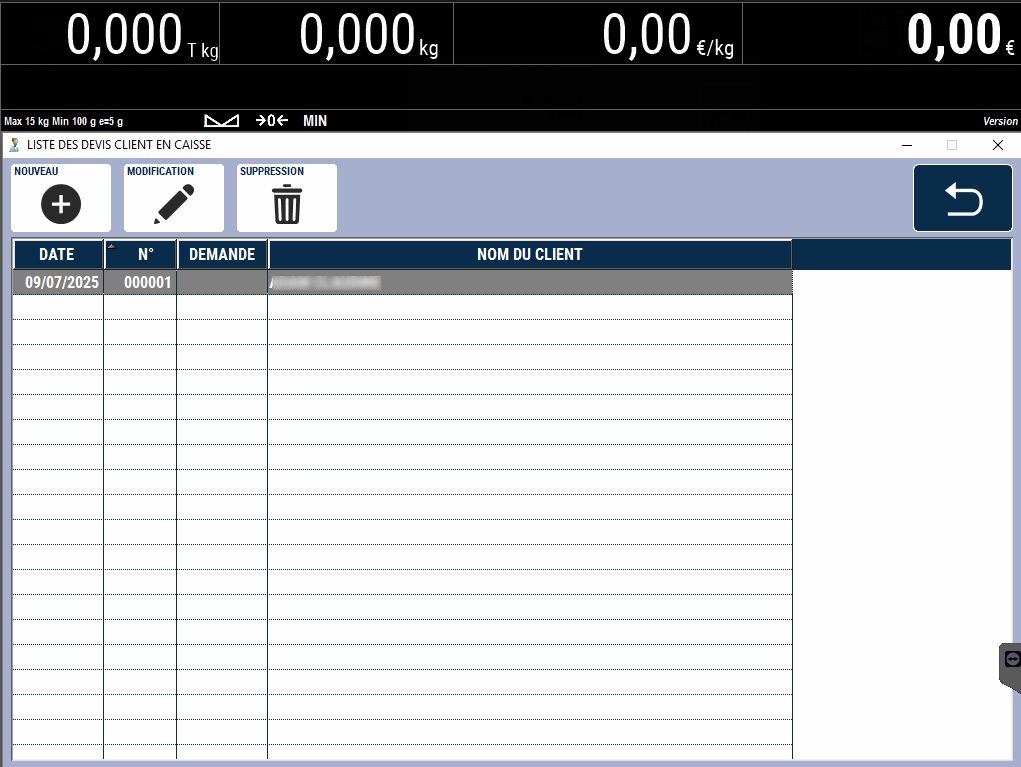 0,000 T kg 0,000 kg 0,00 €/kg 0,00 €
Max 15 kg Min 100 g e=5 g →0← MIN Version
LISTE DES DEVIS CLIENT EN CAISSE
NOUVEAU MODIFICATION SUPPRESSION
DATE N° DEMANDE NOM DU CLIENT
09/07/2025 000001